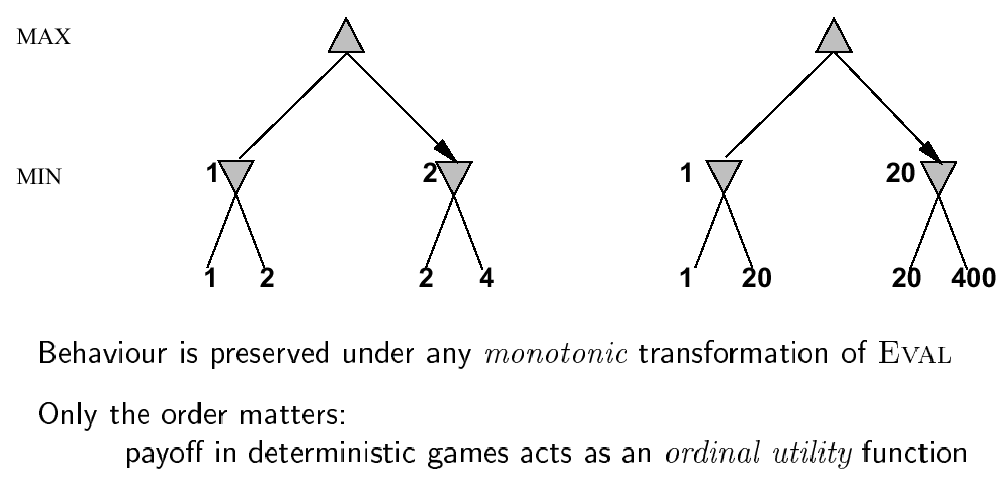 MAX
MIN
1 2 1 20
1 2 2 4 1 20 20 400
Behaviour is preserved under any monotonic transformation of EVAL
Only the order matters:
payoff in deterministic games acts as an ordinal utility function